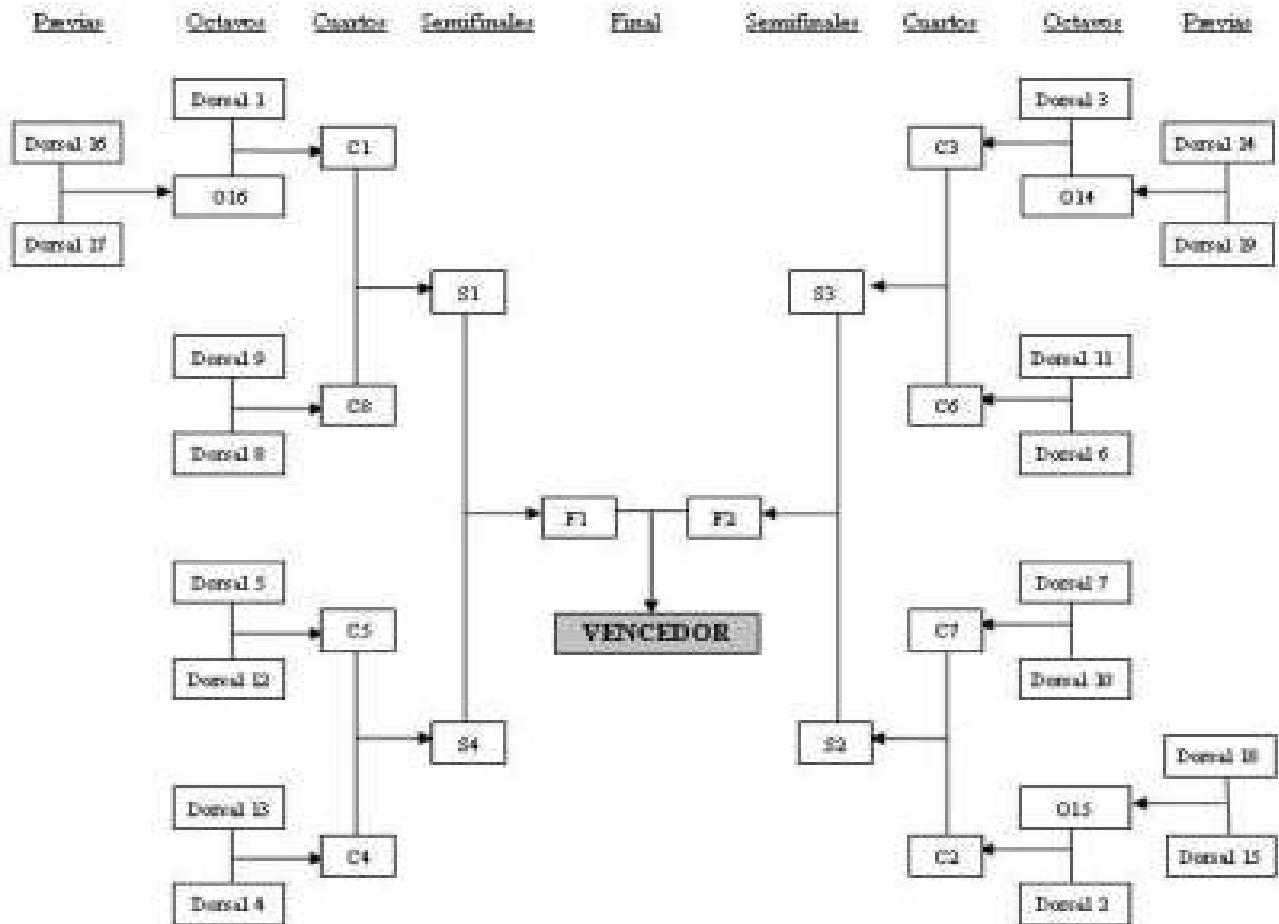 Previas Octavos Cuartos Semifinales Final Semifinales Cuartos Octavos Previas
Dorsal 1 Dorsal 3
Dorsal 16 C1 C3 Dorsal 14
O16 O14
Dorsal 17 Dorsal 19
S1 S3
Dorsal 9 Dorsal 11
C8 C6
Dorsal 8 Dorsal 6
F1 F2
Dorsal 5 Dorsal 7
C5 VENCEDOR C7
Dorsal 12 Dorsal 10
S4 S2 Dorsal 18
Dorsal 13 O15
C4 C2 Dorsal 15
Dorsal 4 Dorsal 2